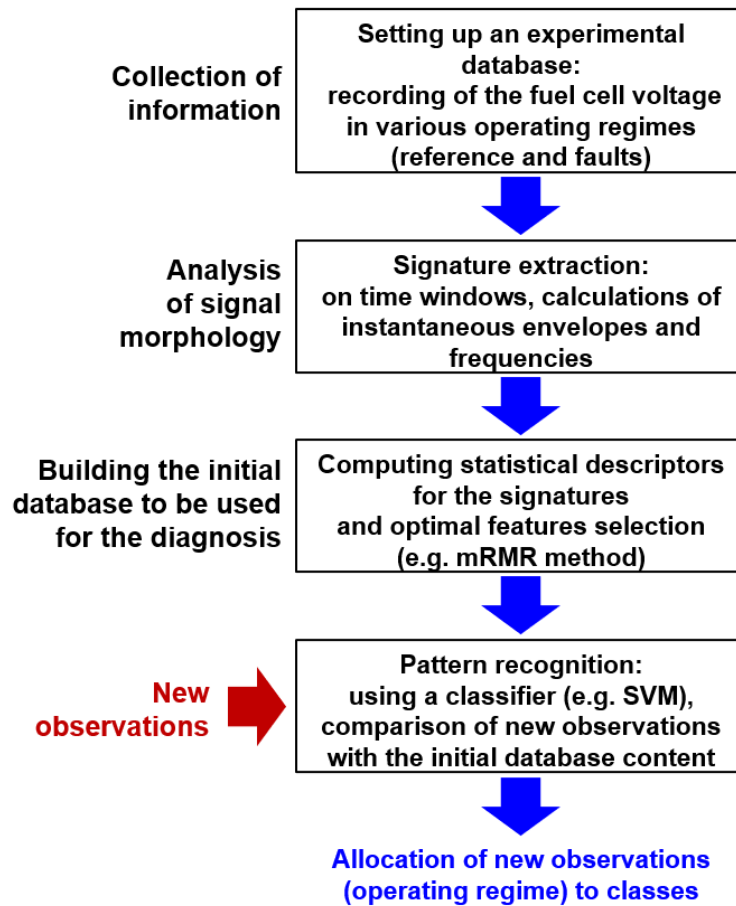 Collection of
information
Setting up an experimental
database:
recording of the fuel cell voltage
in various operating regimes
(reference and faults)
Analysis
of signal
morphology
Signature extraction:
on time windows, calculations of
instantaneous envelopes and
frequencies
Building the initial
database to be used
for the diagnosis
Computing statistical descriptors
for the signatures
and optimal features selection
(e.g. mRMR method)
New
observations
Pattern recognition:
using a classifier (e.g. SVM),
comparison of new observations
with the initial database content
Allocation of new observations
(operating regime) to classes